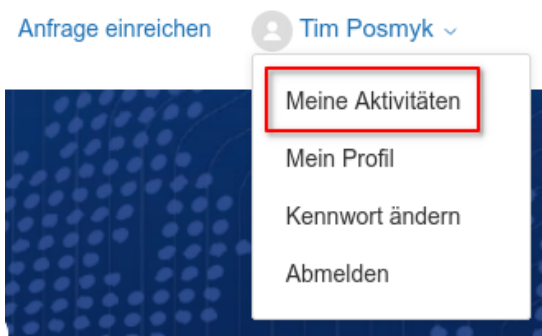 Anfrage einreichen Tim Posmyk
Meine Aktivitäten
Mein Profil
Kennwort ändern
Abmelden